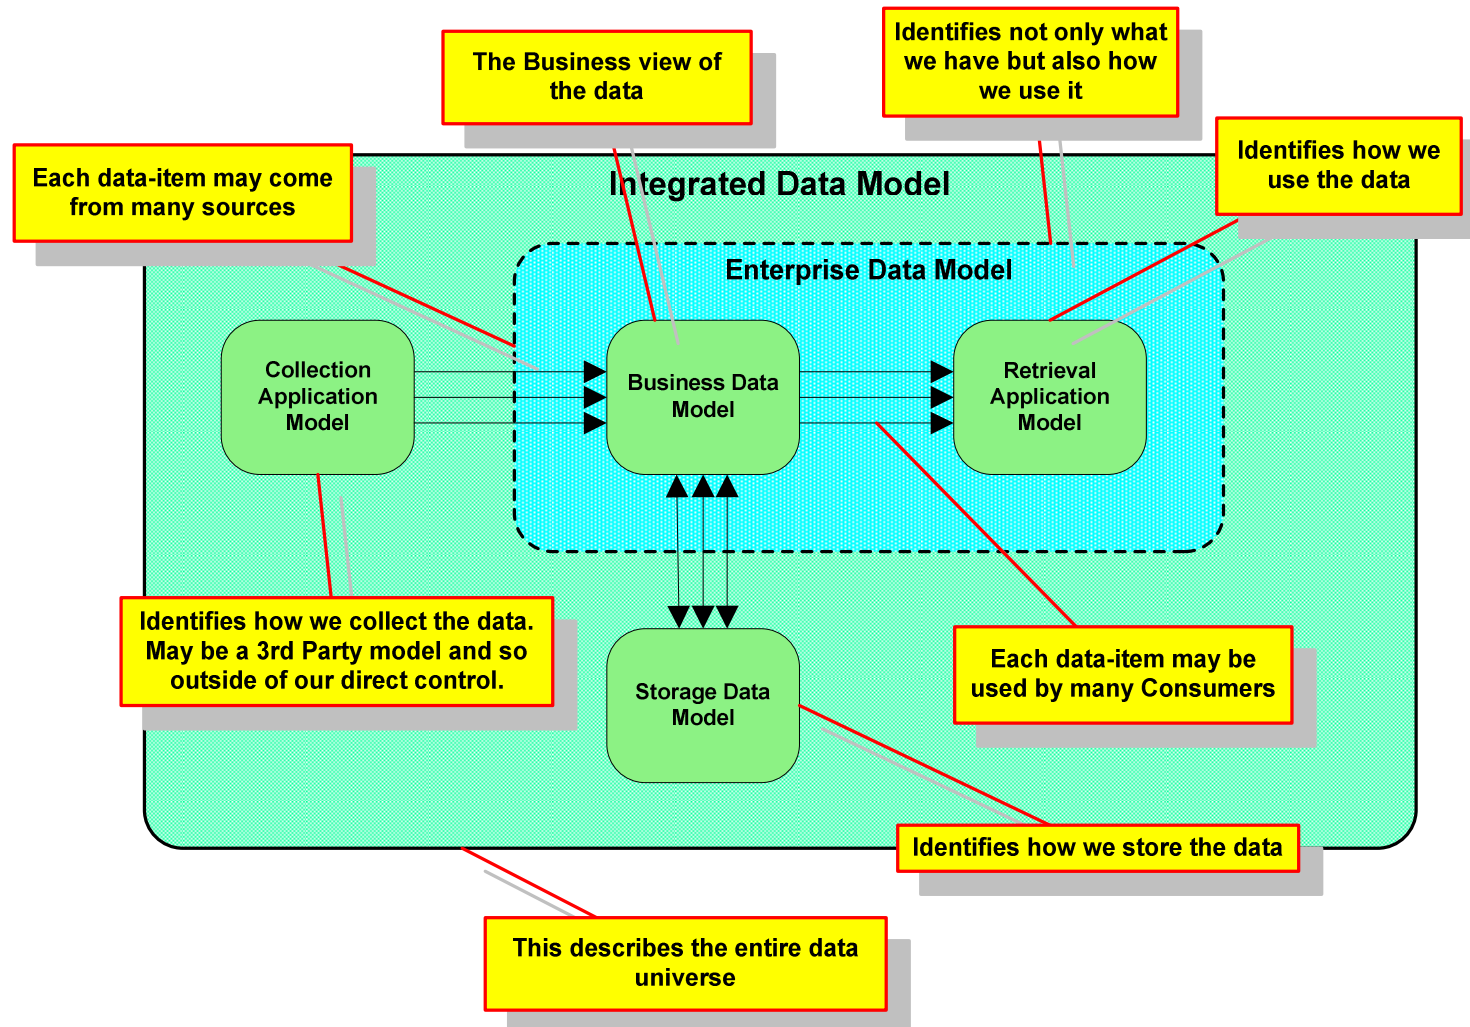 Identifies not only what
we have but also how
we use it
The Business view of
the data
Identifies how we
use the data
Each data-item may come
from many sources
Integrated Data Model
Enterprise Data Model
Collection
Application
Model
Business Data
Model
Retrieval
Application
Model
Identifies how we collect the data.
May be a 3rd Party model and so
outside of our direct control.
Storage Data
Model
Each data-item may be
used by many Consumers
Identifies how we store the data
This describes the entire data
universe